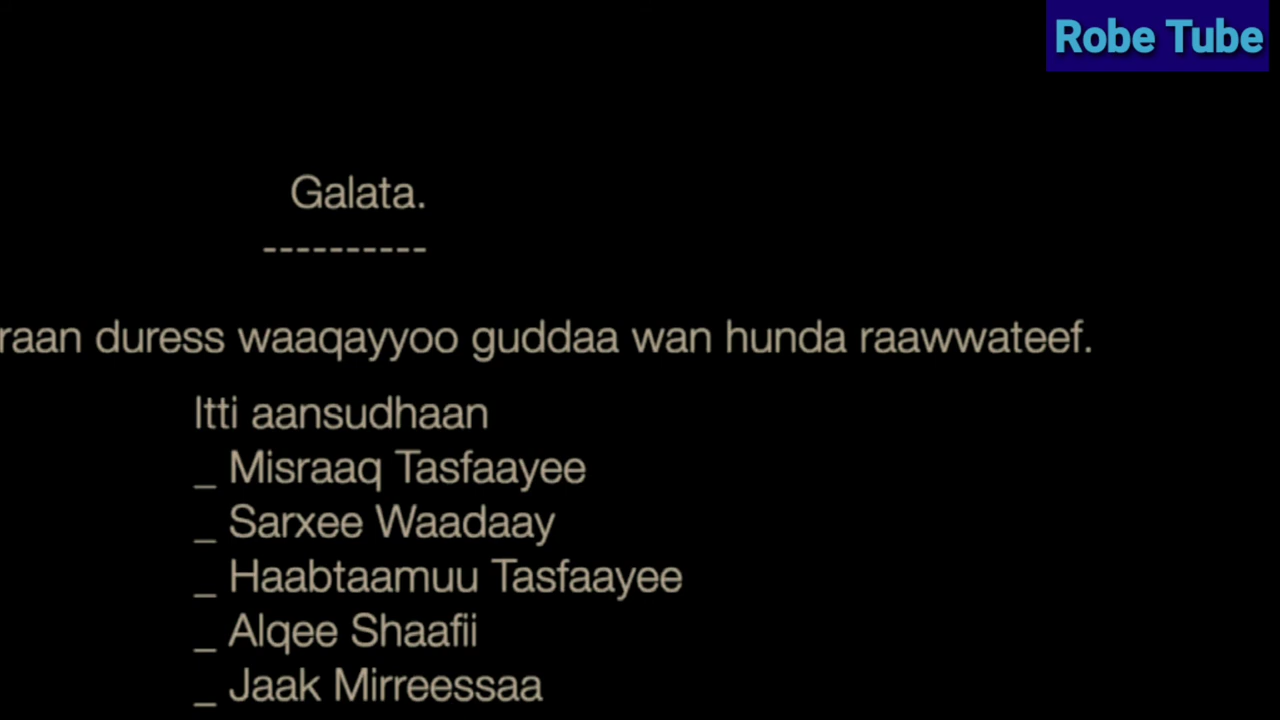 Robe Tube
Galata.
----------
raan duress waaqayyoo guddaa wan hunda raawwateef.
Itti aansudhaan
_ Misraaq Tasfaayee
_ Sarxee Waadaay
_ Haabtaamuu Tasfaayee
_ Alqee Shaafii
_ Jaak Mirreessaa